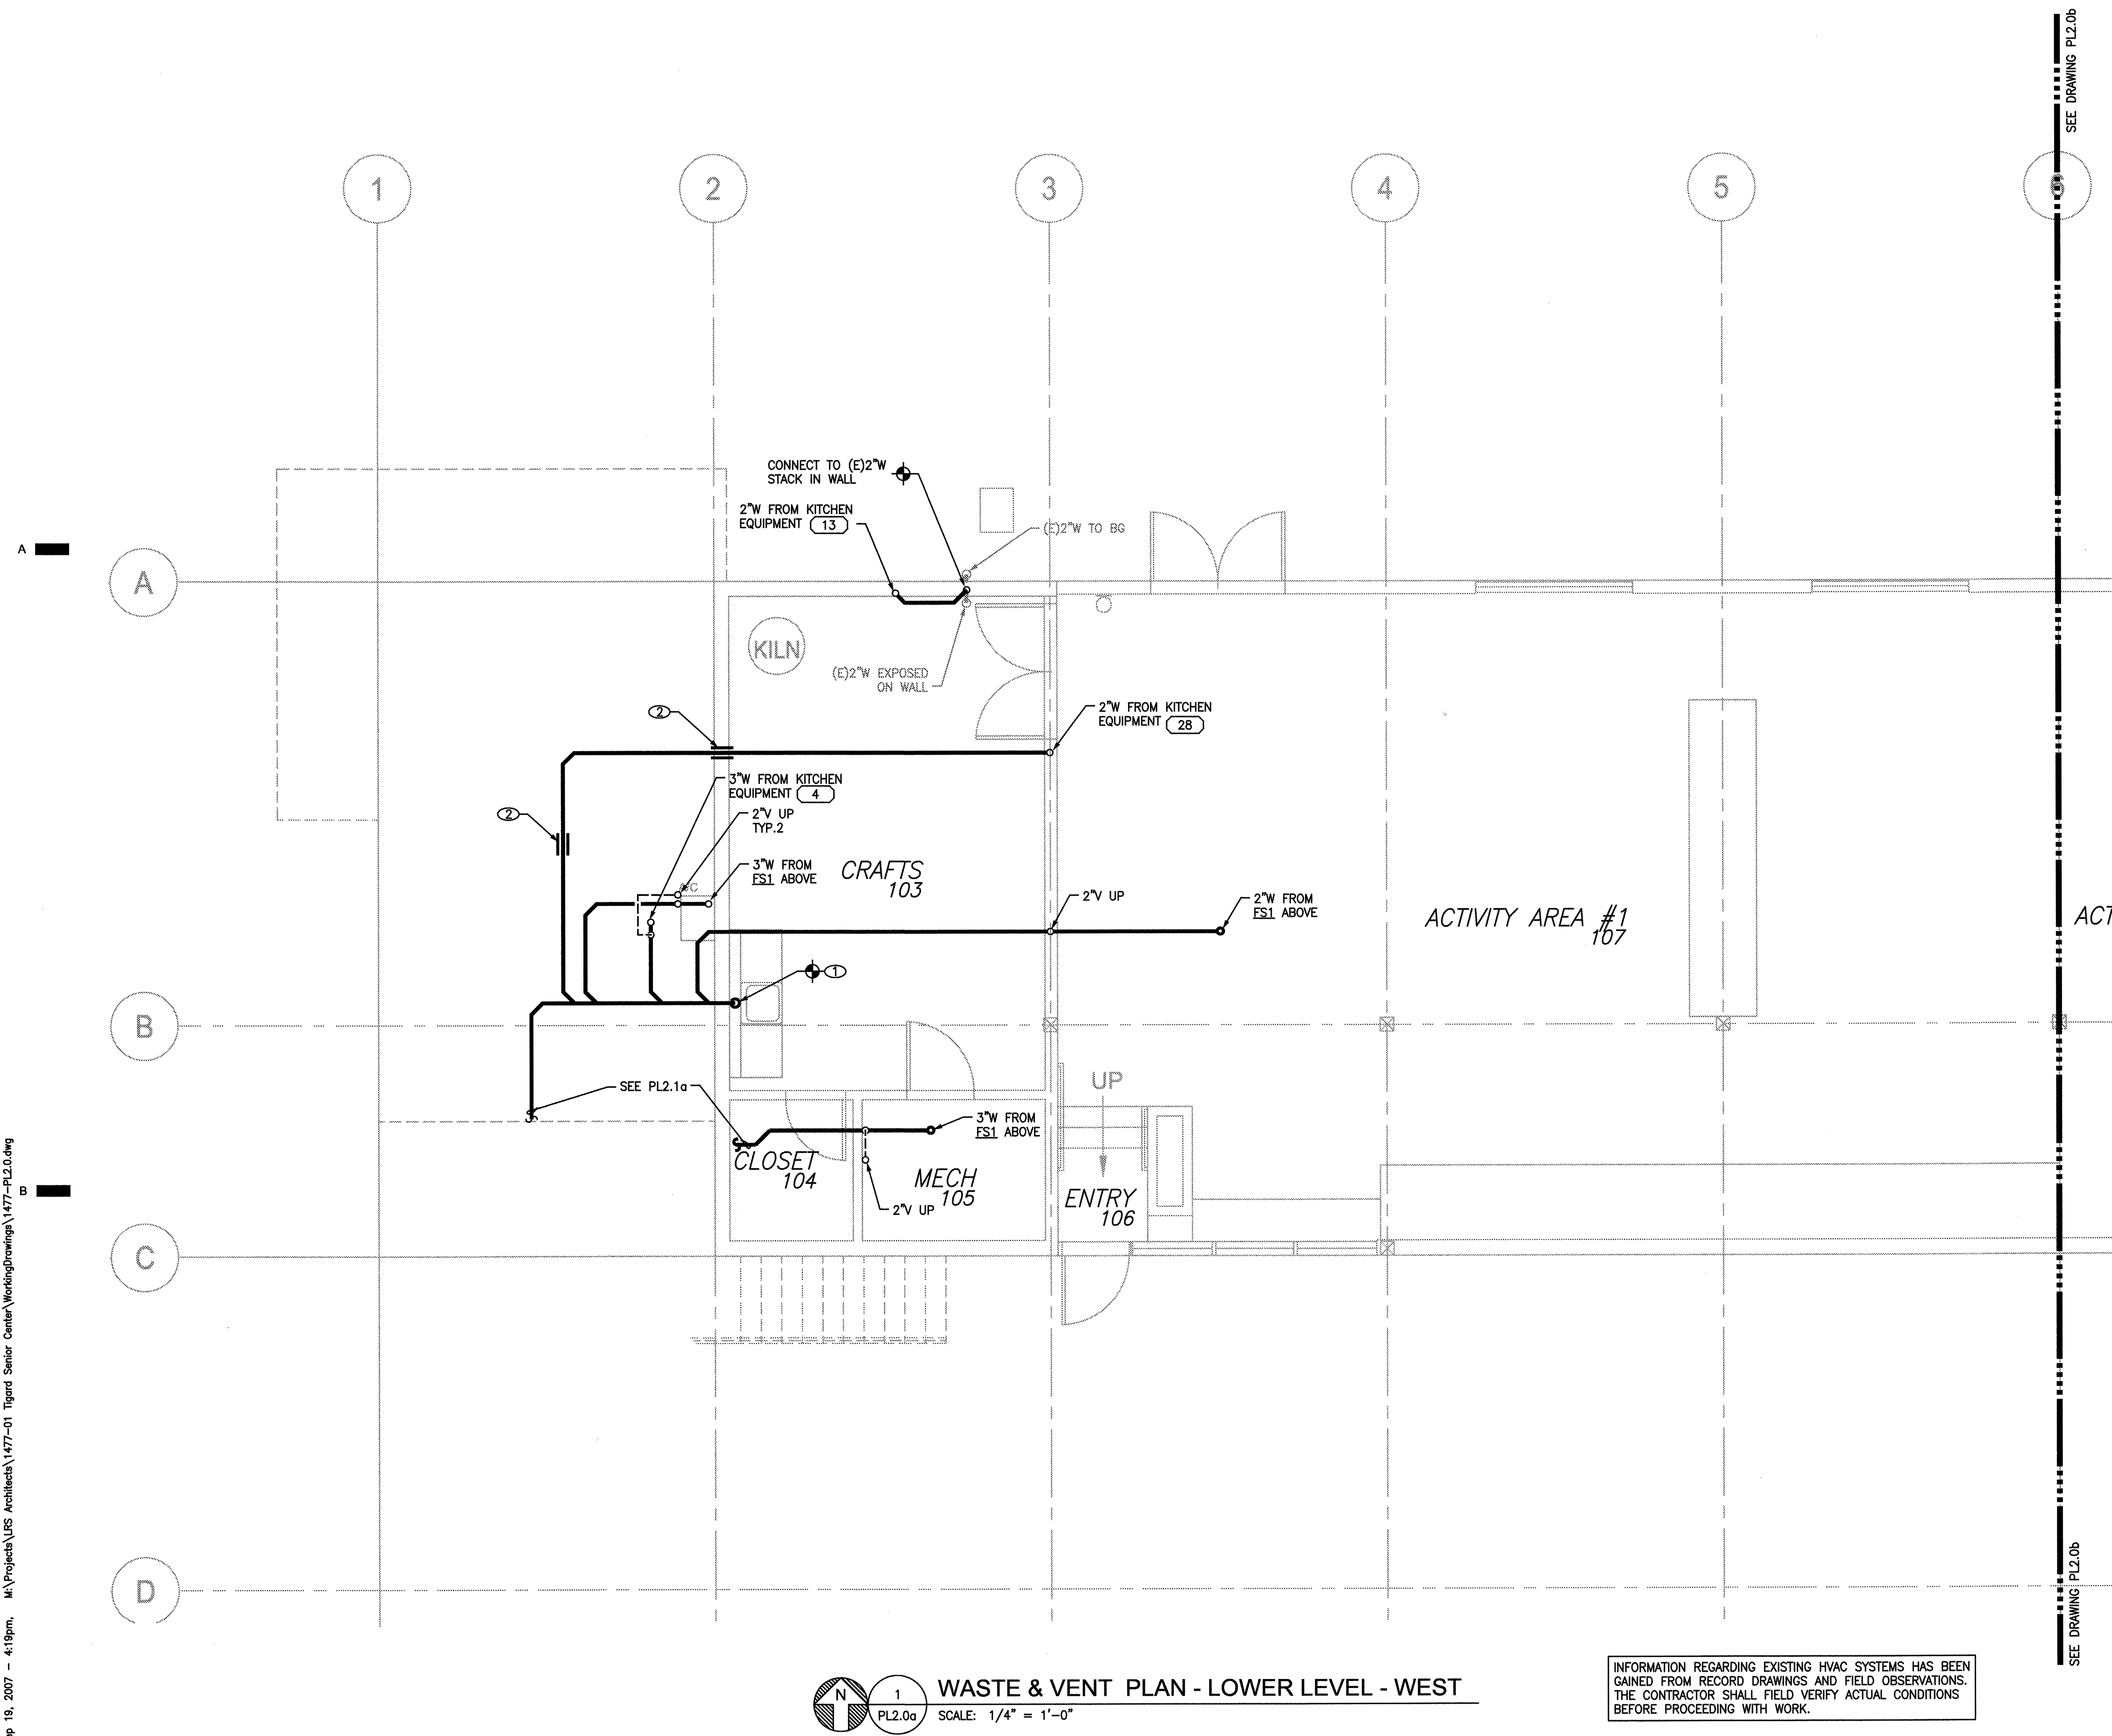 SEE DRAWING PL2.0b
1
2
3
4
5
6
CONNECT TO (E)2"W
STACK IN WALL
2"W FROM KITCHEN
EQUIPMENT 13
(E)2"W TO BG
A
A
KILN
(E)2"W EXPOSED
ON WALL
2
2"W FROM KITCHEN
EQUIPMENT 28
3"W FROM KITCHEN
EQUIPMENT 4
2
2"V UP
TYP.2
3"W FROM
FS1 ABOVE
CRAFTS
103
2"V UP
2"W FROM
FS1 ABOVE
ACTIVITY AREA #1
107
ACT
1
B
SEE PL2.1a
UP
3"W FROM
FS1 ABOVE
CLOSET
104
MECH
105
2"V UP
ENTRY
106
B
C
D
SEE DRAWING PL2.0b
N
1
PL2.0a
WASTE & VENT PLAN - LOWER LEVEL - WEST
SCALE: 1/4" = 1'-0"
INFORMATION REGARDING EXISTING HVAC SYSTEMS HAS BEEN
GAINED FROM RECORD DRAWINGS AND FIELD OBSERVATIONS.
THE CONTRACTOR SHALL FIELD VERIFY ACTUAL CONDITIONS
BEFORE PROCEEDING WITH WORK.
19, 2007 - 4:19pm, M:\Projects\LRS Architects\1477-01 Tigard Senior Center\WorkingDrawings\1477-PL2.0.dwg